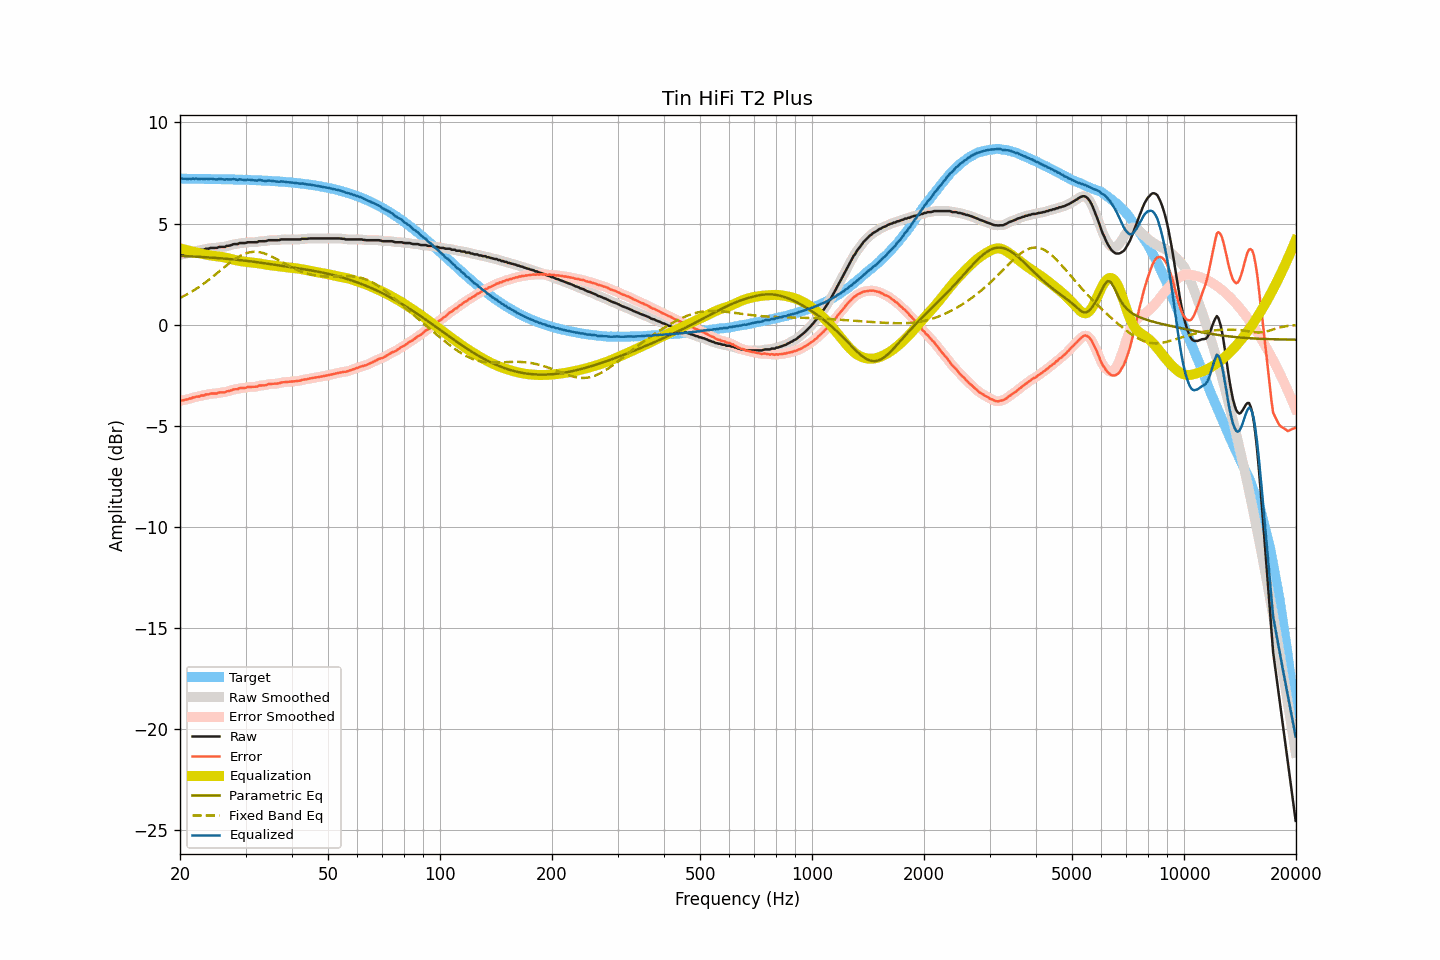 Tin HiFi T2 Plus
10
5
0
−5
−10
−15
−20
−25
Amplitude (dBr)
Target
Raw Smoothed
Error Smoothed
Raw
Error
Equalization
Parametric Eq
Fixed Band Eq
Equalized
20 50 100 200 500 1000 2000 5000 10000 20000
Frequency (Hz)